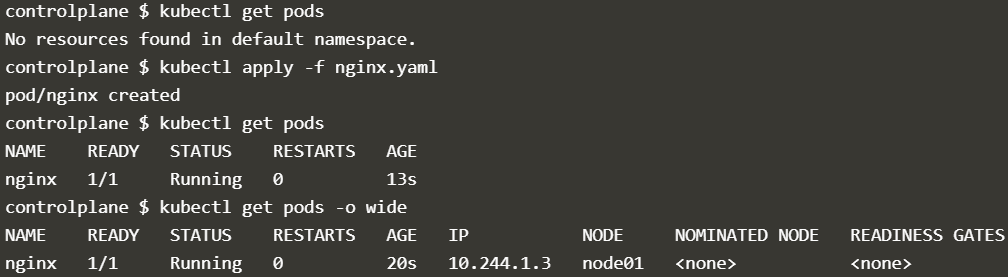 controlplane $ kubectl get pods
No resources found in default namespace.
controlplane $ kubectl apply -f nginx.yaml
pod/nginx created
controlplane $ kubectl get pods
NAME    READY   STATUS    RESTARTS   AGE
nginx   1/1     Running   0          13s
controlplane $ kubectl get pods -o wide
NAME    READY   STATUS    RESTARTS   AGE   IP           NODE     NOMINATED NODE   READINESS GATES
nginx   1/1     Running   0          20s   10.244.1.3   node01   <none>           <none>